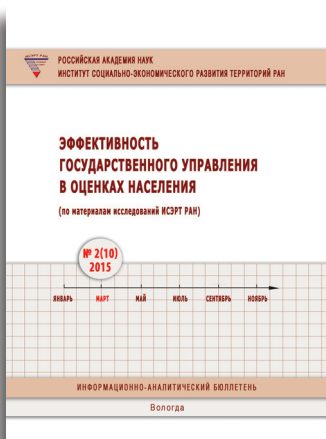 РОССИЙСКАЯ АКАДЕМИЯ НАУК
ИНСТИТУТ СОЦИАЛЬНО-ЭКОНОМИЧЕСКОГО РАЗВИТИЯ ТЕРРИТОРИЙ РАН
ЭФФЕКТИВНОСТЬ
ГОСУДАРСТВЕННОГО УПРАВЛЕНИЯ
В ОЦЕНКАХ НАСЕЛЕНИЯ
(по материалам исследований ИСЭРТ РАН)
№ 2(10)
2015
ЯНВАРЬ МАРТ МАЙ ИЮЛЬ СЕНТЯБРЬ НОЯБРЬ
ИНФОРМАЦИОННО-АНАЛИТИЧЕСКИЙ БЮЛЛЕТЕНЬ
Вологда